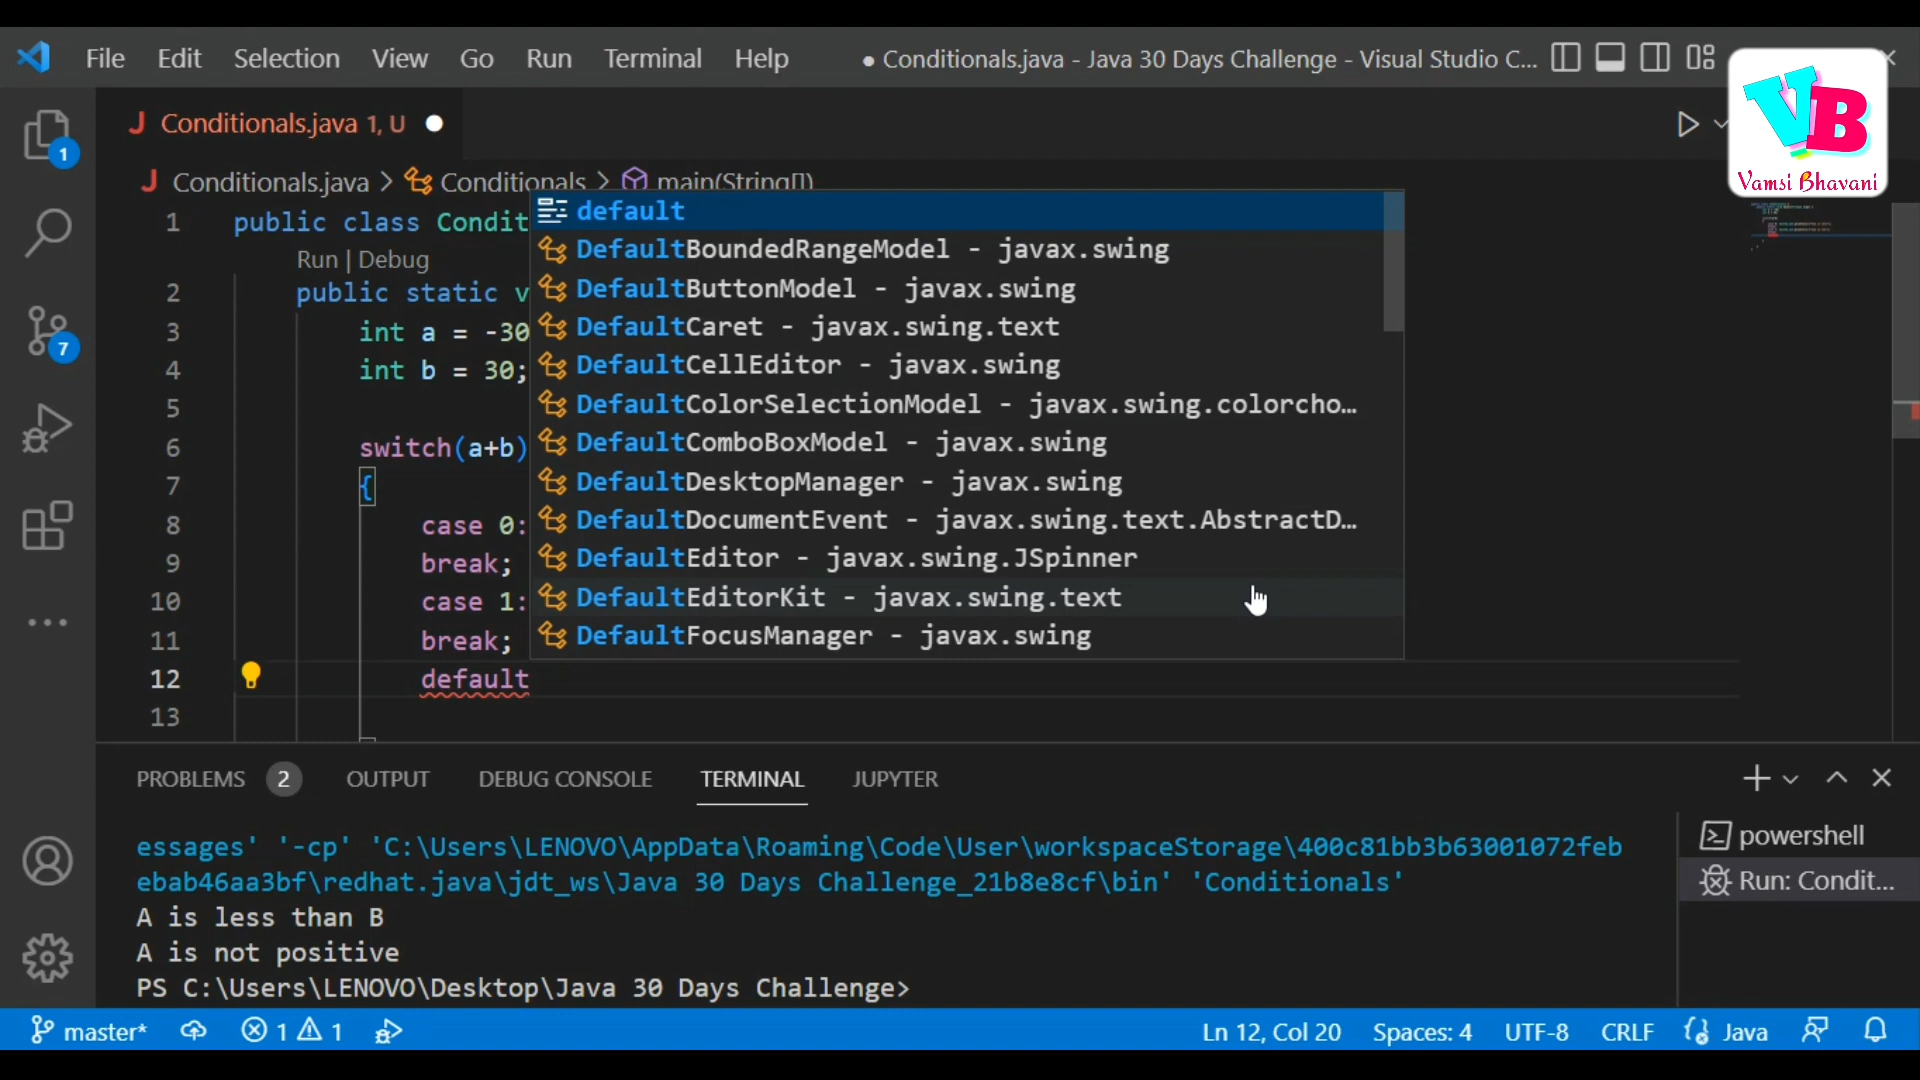 File Edit Selection View Go Run Terminal Help ● Conditionals.java - Java 30 Days Challenge - Visual Studio C...
VB
Vamsi Bhavani
J Conditionals.java 1, U
J Conditionals.java > Conditionals > main(String[])
1 public class Condit
Run | Debug
2 public static v
3 int a = -30
4 int b = 30;
5
6 switch(a+b)
7 {
8 case 0:
9 break;
10 case 1:
11 break;
12 default
13
default
DefaultBoundedRangeModel - javax.swing
DefaultButtonModel - javax.swing
DefaultCaret - javax.swing.text
DefaultCellEditor - javax.swing
DefaultColorSelectionModel - javax.swing.colorcho...
DefaultComboBoxModel - javax.swing
DefaultDesktopManager - javax.swing
DefaultDocumentEvent - javax.swing.text.AbstractD...
DefaultEditor - javax.swing.JSpinner
DefaultEditorKit - javax.swing.text
DefaultFocusManager - javax.swing
1
7
PROBLEMS 2 OUTPUT DEBUG CONSOLE TERMINAL JUPYTER
essages' '-cp' 'C:\Users\LENOVO\AppData\Roaming\Code\User\workspaceStorage\400c81bb3b63001072feb
ebab46aa3bf\redhat.java\jdt_ws\Java 30 Days Challenge_21b8e8cf\bin' 'Conditionals'
A is less than B
A is not positive
PS C:\Users\LENOVO\Desktop\Java 30 Days Challenge>
powershell
Run: Condit...
master* 1 1 Ln 12, Col 20 Spaces: 4 UTF-8 CRLF Java